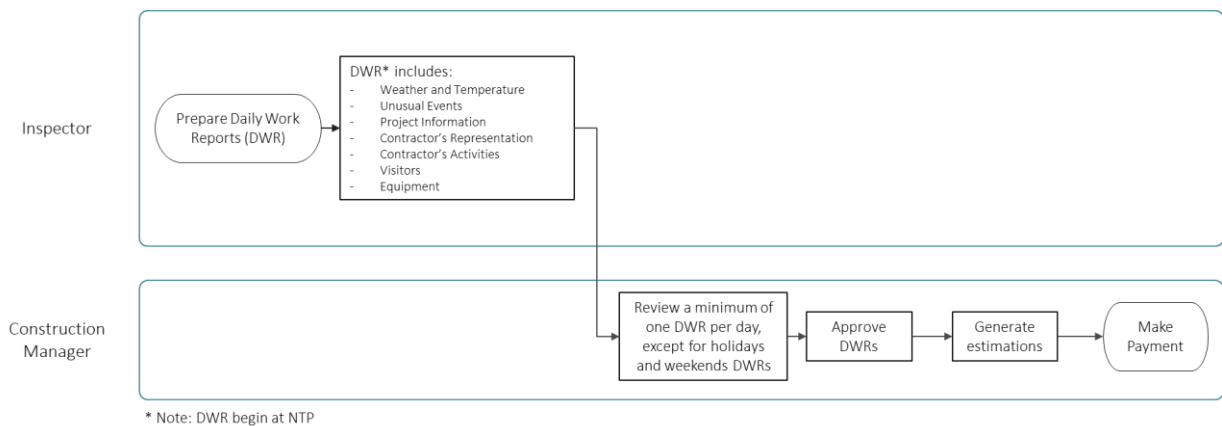 Inspector
Prepare Daily Work
Reports (DWR)
DWR* includes:
- Weather and Temperature
- Unusual Events
- Project Information
- Contractor's Representation
- Contractor's Activities
- Visitors
- Equipment
Construction
Manager
Review a minimum of
one DWR per day,
except for holidays
and weekends DWRs
Approve
DWRs
Generate
estimations
Make
Payment
* Note: DWR begin at NTP